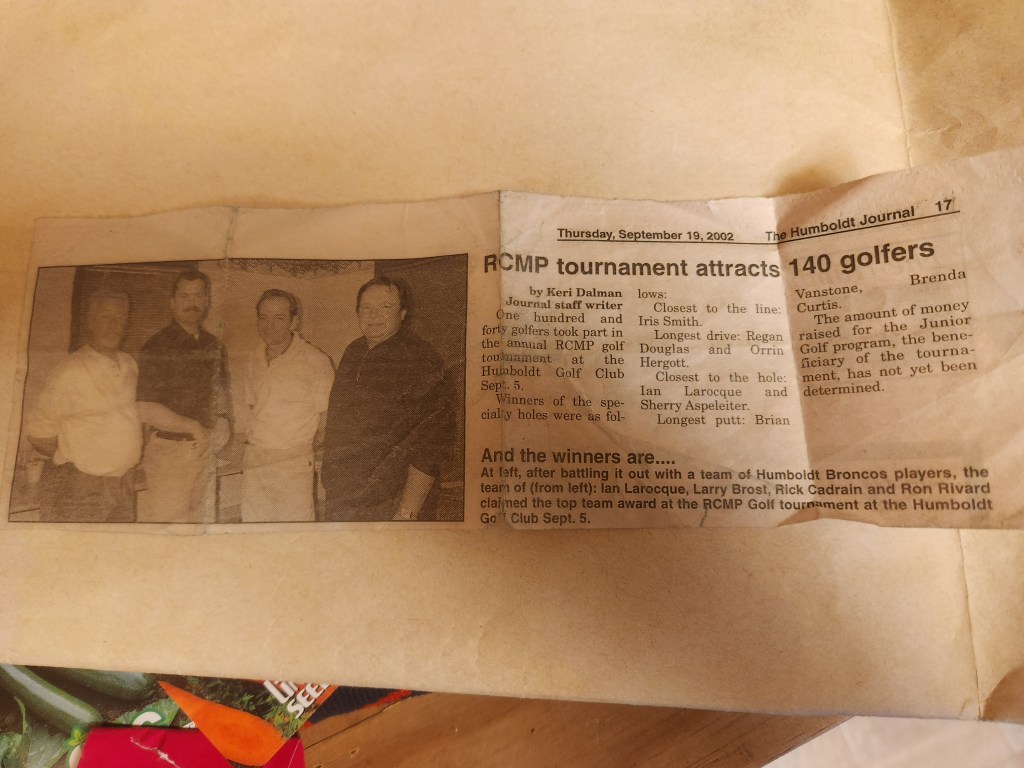 Thursday, September 19, 2002 The Humboldt Journal 17
RCMP tournament attracts 140 golfers
by Keri Dalman
Journal staff writer
One hundred and
forty golfers took part in
the annual RCMP golf
tournament at the
Humboldt Golf Club
Sept. 5.
Winners of the spe-
cialty holes were as fol-
lows:
Closest to the line:
Iris Smith.
Longest drive: Regan
Douglas and Orrin
Hergott.
Closest to the hole:
Ian Larocque and
Sherry Aspeleiter.
Longest putt: Brian
Vanstone, Brenda
Curtis.
The amount of money
raised for the Junior
Golf program, the bene-
ficiary of the tourna-
ment, has not yet been
determined.
And the winners are....
At left, after battling it out with a team of Humboldt Broncos players, the
team of (from left): Ian Larocque, Larry Brost, Rick Cadrain and Ron Rivard
claimed the top team award at the RCMP Golf tournament at the Humboldt
Golf Club Sept. 5.
SEE